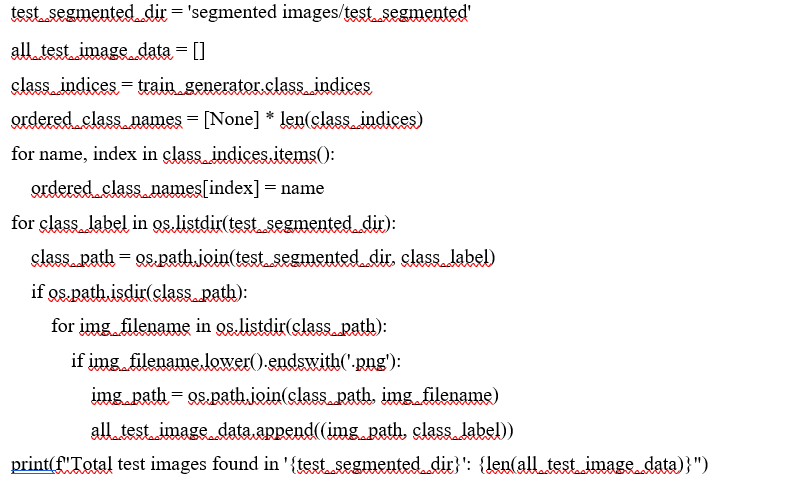 test_segmented_dir = 'segmented images/test_segmented'
all_test_image_data = []
class_indices = train_generator.class_indices
ordered_class_names = [None] * len(class_indices)
for name, index in class_indices.items():
    ordered_class_names[index] = name
for class_label in os.listdir(test_segmented_dir):
    class_path = os.path.join(test_segmented_dir, class_label)
    if os.path.isdir(class_path):
        for img_filename in os.listdir(class_path):
            if img_filename.lower().endswith('.png'):
                img_path = os.path.join(class_path, img_filename)
                all_test_image_data.append((img_path, class_label))
print(f"Total test images found in '{test_segmented_dir}': {len(all_test_image_data)}")